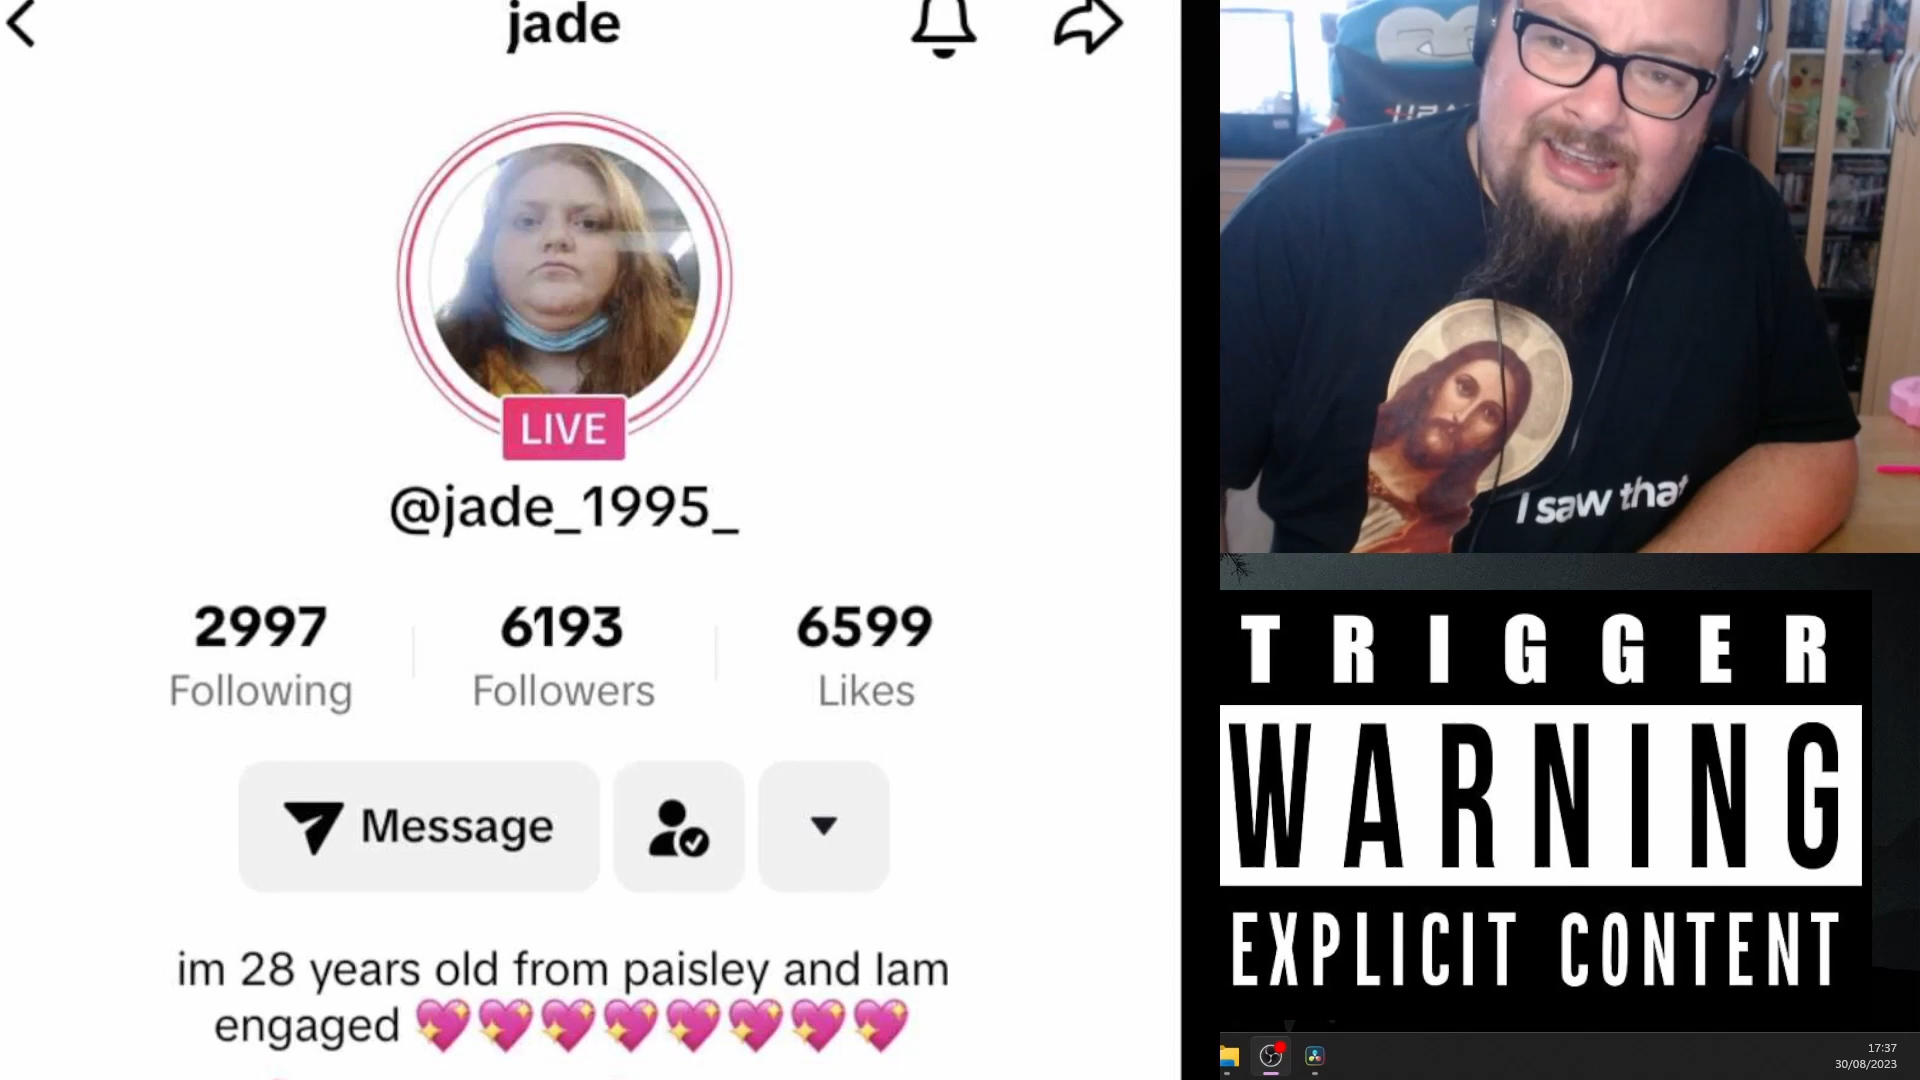 jade
LIVE
@jade_1995_
2997 6193 6599
Following Followers Likes
Message
im 28 years old from paisley and Iam
engaged 💖💖💖💖💖💖💖💖
I saw that
TRIGGER
WARNING
EXPLICIT CONTENT
17:37
30/08/2023